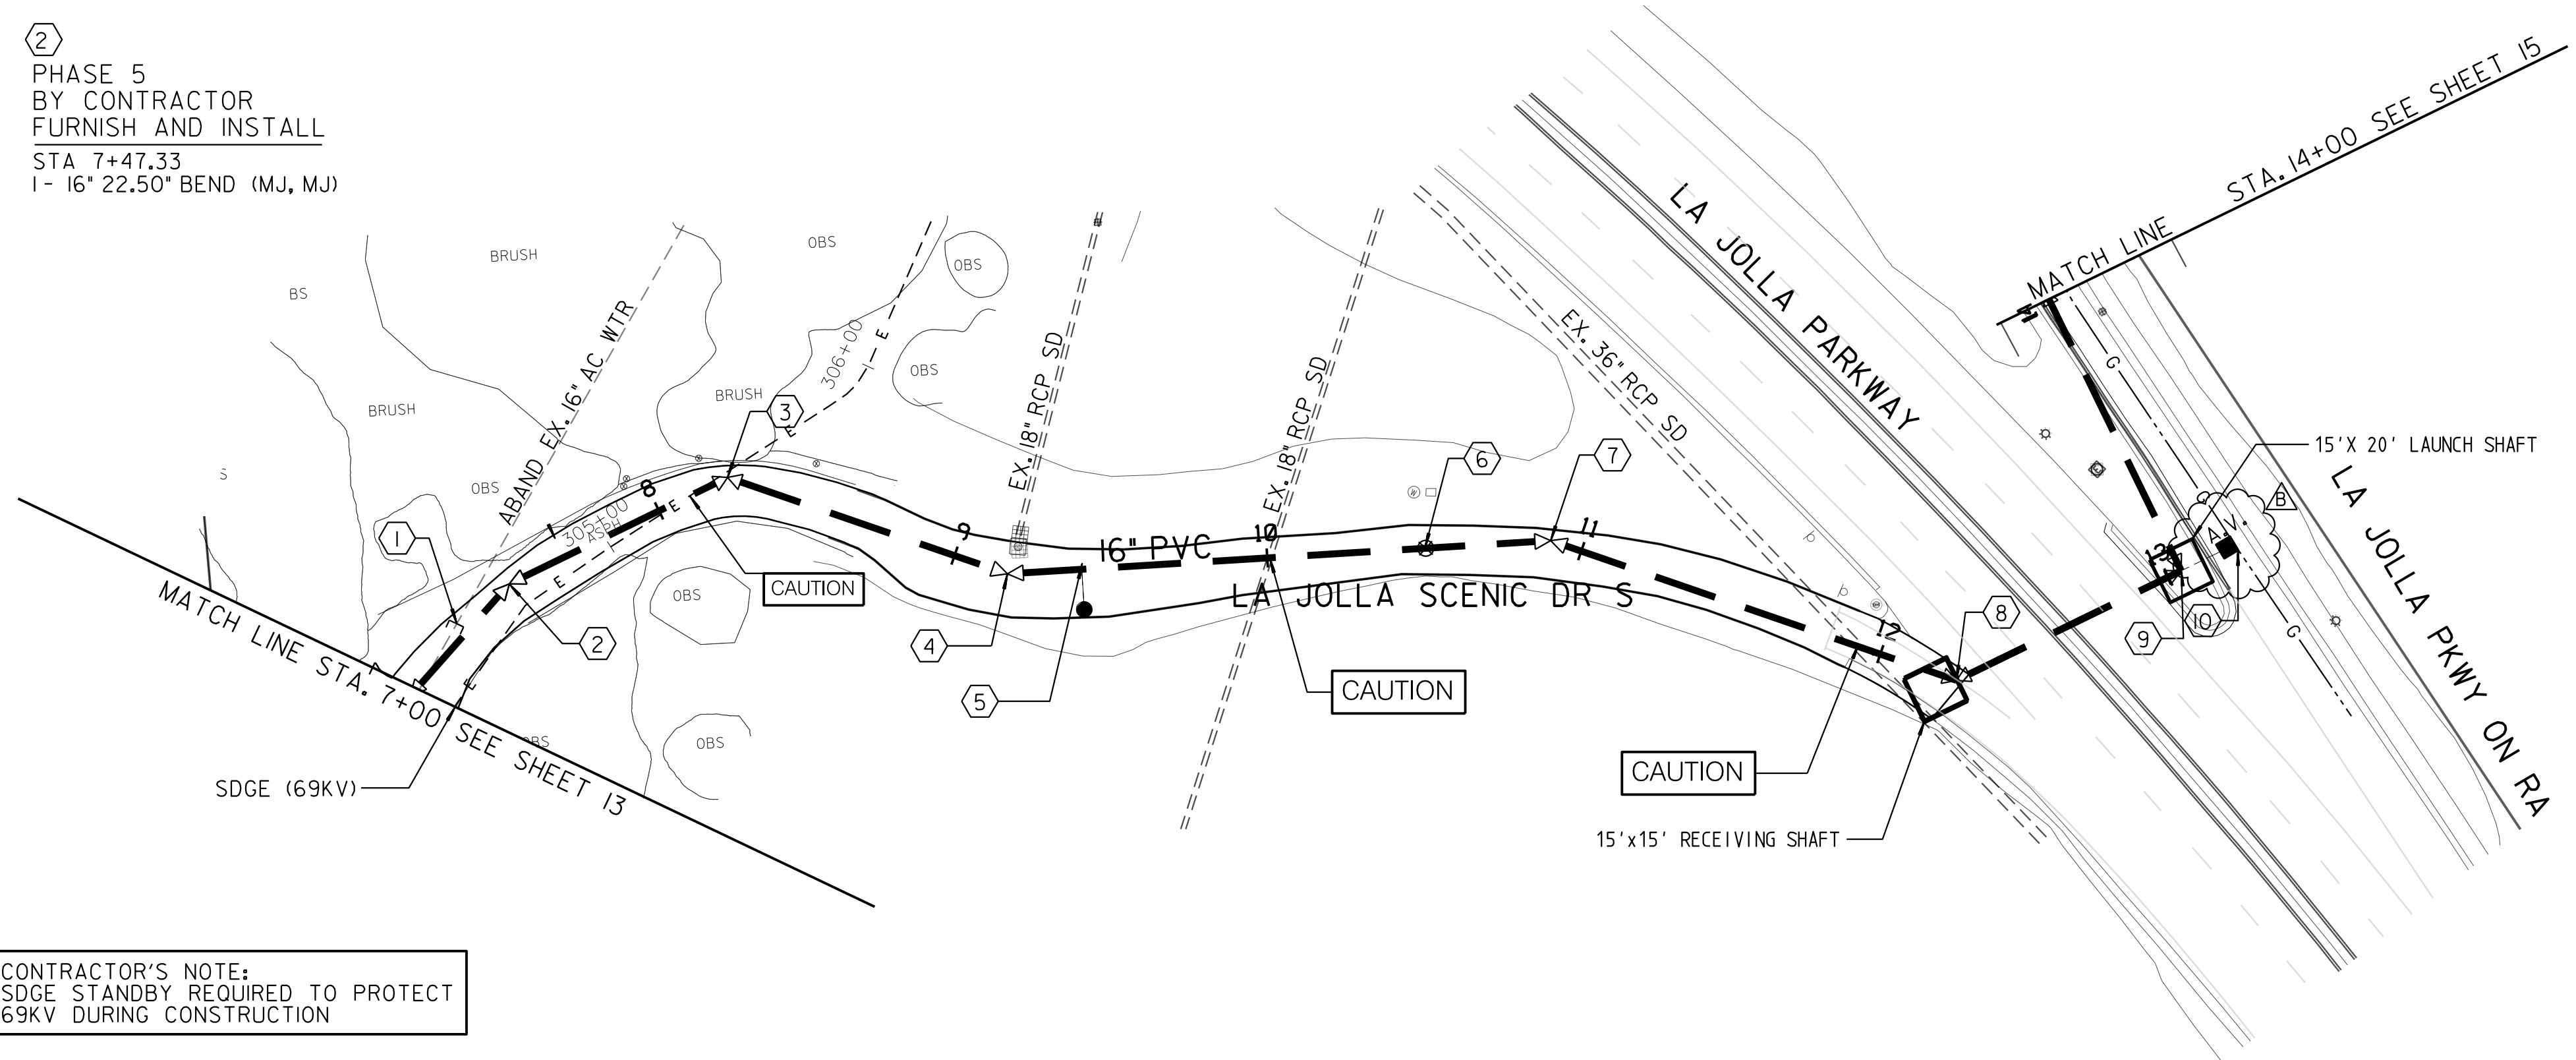 2
PHASE 5
BY CONTRACTOR
FURNISH AND INSTALL
STA 7+47.33
1- 16" 22.50" BEND (MJ, MJ)
STA. 14+00 SEE SHEET 15
MATCH LINE
LA JOLLA PARKWAY
BRUSH
OBS
OBS
BS
OBS
BRUSH
BRUSH
S
OBS
ABAND EX. 16" AC WTR
306+00
E
E
EX. 18" RCP SD
EX. 18" RCP SD
EX. 36" RCP SD
G
15'X 20' LAUNCH SHAFT
LA JOLLA PKWY ON RA
3
6
7
B
A.V.
1
8
305+00
ASPH
E
E
E
9
16" PVC
10
11
12
13
G
CAUTION
LA JOLLA SCENIC DR S
OBS
2
4
5
8
9
10
CAUTION
CAUTION
MATCH LINE STA. 7+00 SEE SHEET 13
OBS
OBS
SDGE (69KV)
15'x15' RECEIVING SHAFT
CONTRACTOR'S NOTE:
SDGE STANDBY REQUIRED TO PROTECT
69KV DURING CONSTRUCTION